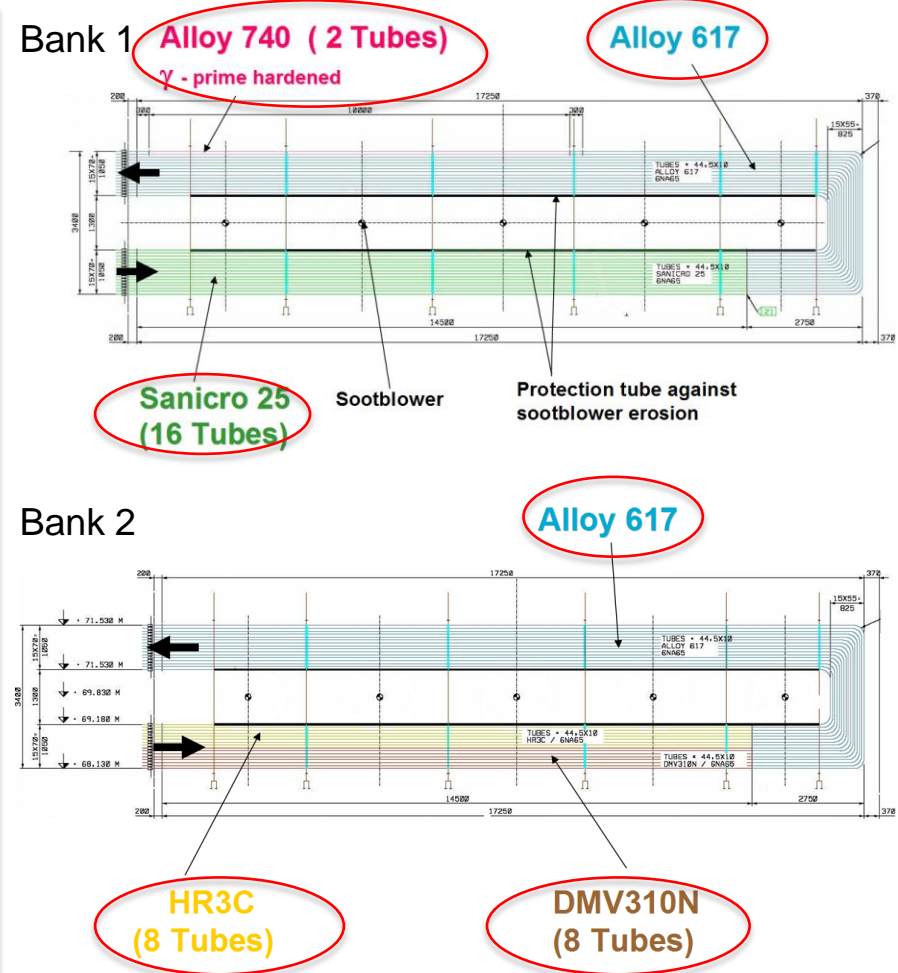 Bank 1
Alloy 740 ( 2 Tubes)
γ - prime hardened
Alloy 617
200
17250
370
300
10000
300
15X55=
825
15X70=
1050
3400
1300
15X70=
1050
TUBES * 44.5X10
ALLOY 617
6NA65
TUBES * 44.5X10
SANICRO 25
6NA65
14500
2750
200
17250
370
Sanicro 25
(16 Tubes)
Sootblower
Protection tube against
sootblower erosion
Bank 2
Alloy 617
200
17250
370
15X55=
825
71.530 M
15X70=
1050
71.530 M
3400
1300
69.830 M
69.180 M
15X70=
1050
68.130 M
TUBES * 44.5X10
ALLOY 617
6NA65
TUBES * 44.5X10
HR3C / 6NA65
TUBES * 44.5X10
DMV310N / 6NA65
14500
2750
200
17250
370
HR3C
(8 Tubes)
DMV310N
(8 Tubes)